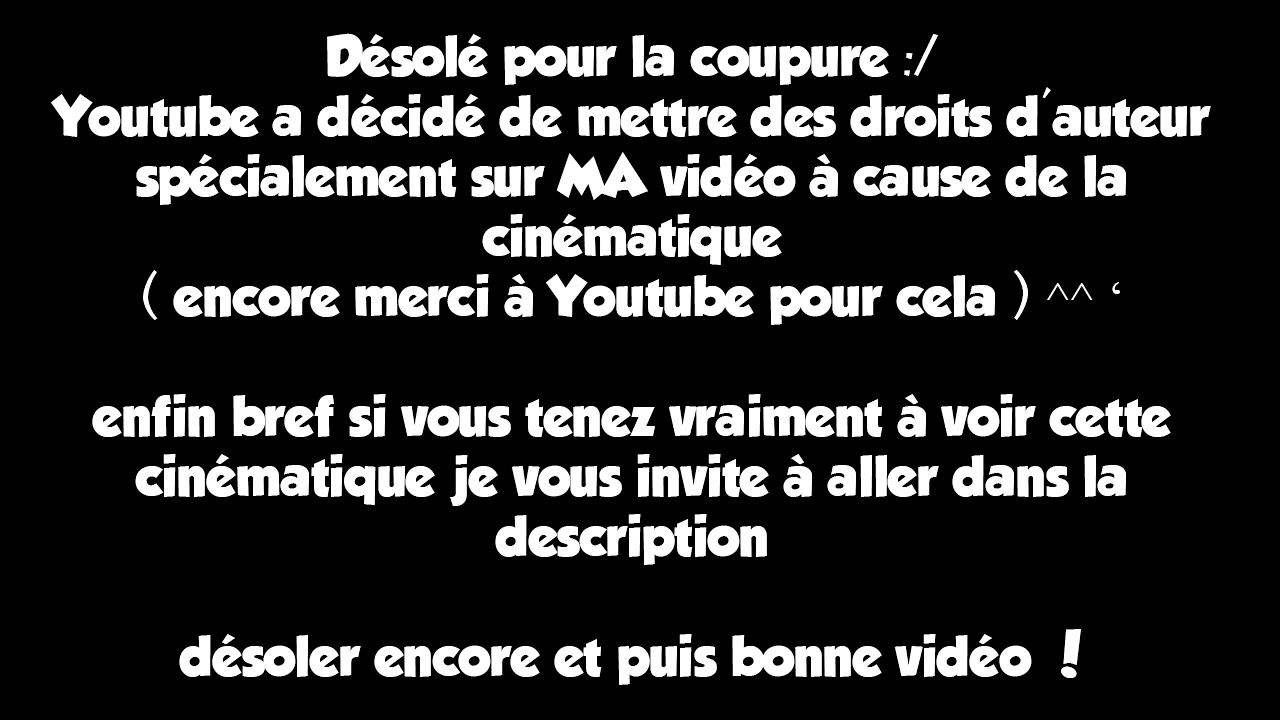 Désolé pour la coupure :/
Youtube a décidé de mettre des droits d'auteur
spécialement sur MA vidéo à cause de la
cinématique
( encore merci à Youtube pour cela ) ^^ ‘
enfin bref si vous tenez vraiment à voir cette
cinématique je vous invite à aller dans la
description
désoler encore et puis bonne vidéo !